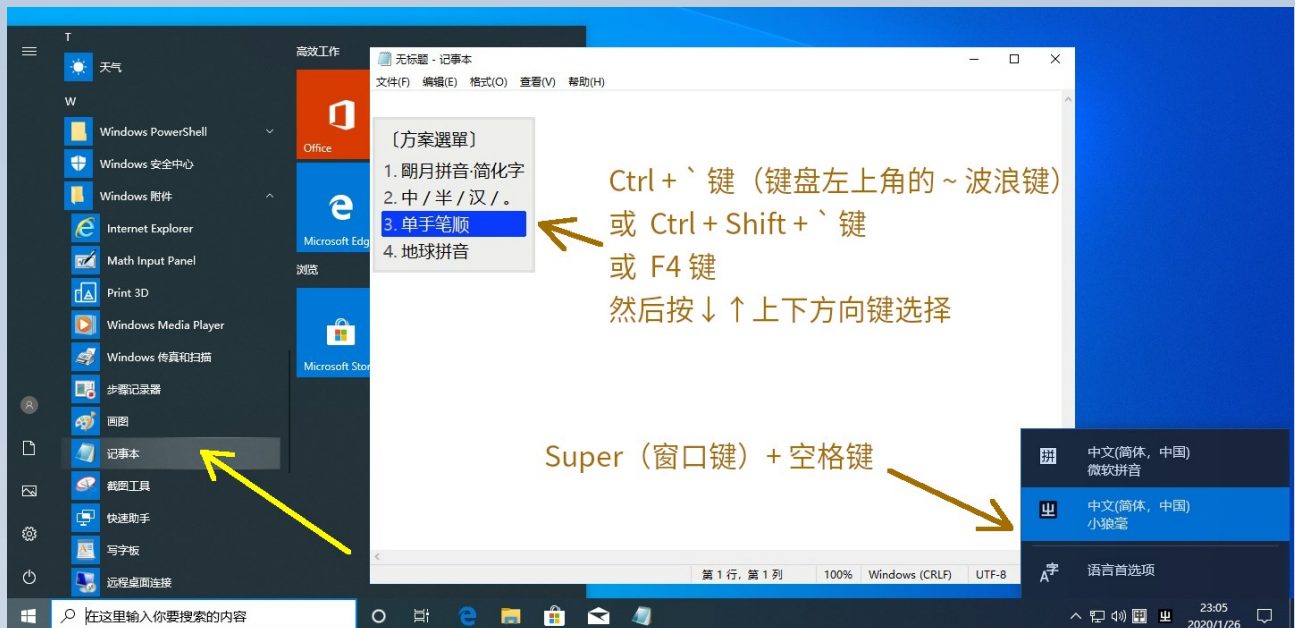 T
天气
W
Windows PowerShell
Windows 安全中心
Windows 附件
Internet Explorer
Math Input Panel
Print 3D
Windows Media Player
Windows 传真和扫描
步骤记录器
画图
记事本
截图工具
快速助手
写字板
远程桌面连接
在这里输入你要搜索的内容
高效工作
Office
Microsoft Edg
浏览
Microsoft Stor
无标题 - 记事本
文件(F) 编辑(E) 格式(O) 查看(V) 帮助(H)
〔方案選單〕
1. 朙月拼音·简化字
2. 中 / 半 / 汉 / 。
3. 单手笔顺
4. 地球拼音
Ctrl + ` 键（键盘左上角的 ~ 波浪键）
或 Ctrl + Shift + ` 键
或 F4 键
然后按 ↓ ↑ 上下方向键选择
Super（窗口键）+ 空格键
第 1 行，第 1 列 100% Windows (CRLF) UTF-8
拼 中文(简体，中国)
微软拼音
中文(简体，中国)
小狼毫
语言首选项
中
23:05
2020/1/26